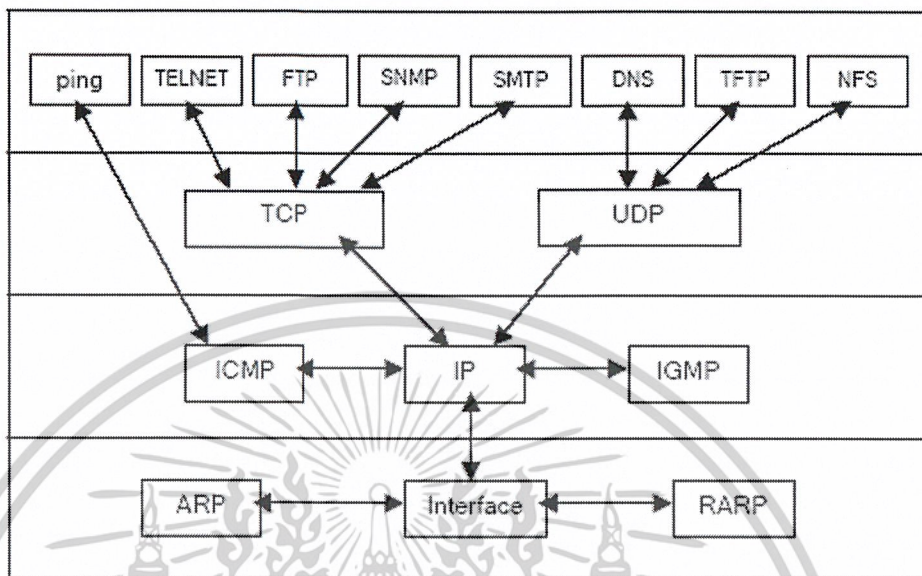 ping TELNET FTP SNMP SMTP DNS TFTP NFS
TCP UDP
ICMP IP IGMP
ARP Interface RARP